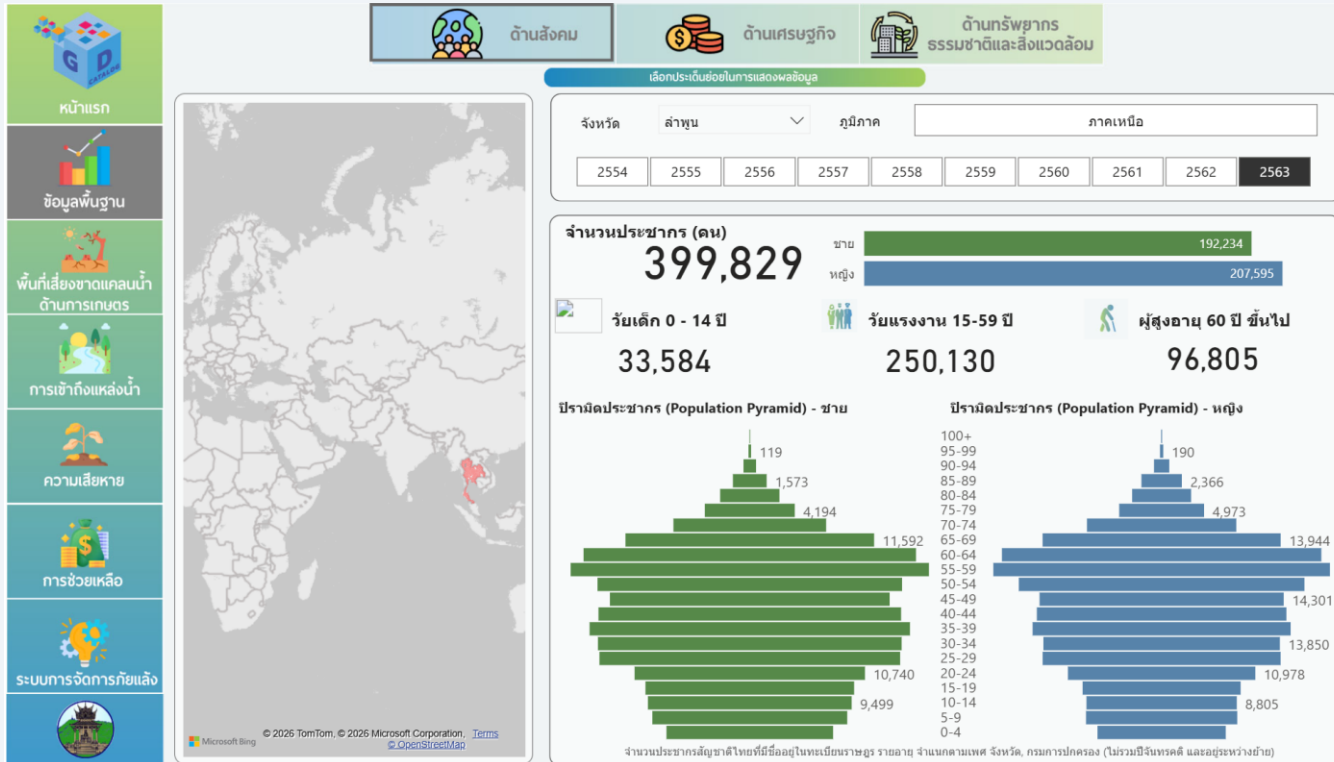 G D
CATALOG
หน้าแรก
ข้อมูลพื้นฐาน
พื้นที่เสี่ยงขาดแคลนน้ำ
ด้านการเกษตร
การเข้าถึงแหล่งน้ำ
ความเสียหาย
การช่วยเหลือ
ระบบการจัดการภัยแล้ง
ด้านสังคม
ด้านเศรษฐกิจ
ด้านทรัพยากร
ธรรมชาติและสิ่งแวดล้อม
เลือกประเด็นย่อยในการแสดงผลข้อมูล
Microsoft Bing
© 2026 TomTom, © 2026 Microsoft Corporation, Terms
© OpenStreetMap
จังหวัด ลำพูน ภูมิภาค ภาคเหนือ
2554 2555 2556 2557 2558 2559 2560 2561 2562 2563
จำนวนประชากร (คน)
399,829
ชาย 192,234
หญิง 207,595
วัยเด็ก 0 - 14 ปี วัยแรงงาน 15-59 ปี ผู้สูงอายุ 60 ปี ขึ้นไป
33,584 250,130 96,805
ปิรามิดประชากร (Population Pyramid) - ชาย ปิรามิดประชากร (Population Pyramid) - หญิง
100+
119 95-99 190
90-94
1,573 85-89 2,366
80-84
4,194 75-79 4,973
70-74
11,592 65-69 13,944
60-64
55-59
50-54
45-49 14,301
40-44
35-39
30-34 13,850
25-29
10,740 20-24 10,978
15-19
9,499 10-14 8,805
5-9
0-4
จำนวนประชากรสัญชาติไทยที่มีชื่ออยู่ในทะเบียนราษฎร รายอายุ จำแนกตามเพศ จังหวัด, กรมการปกครอง (ไม่รวมปีจันทรคติ และอยู่ระหว่างย้าย)